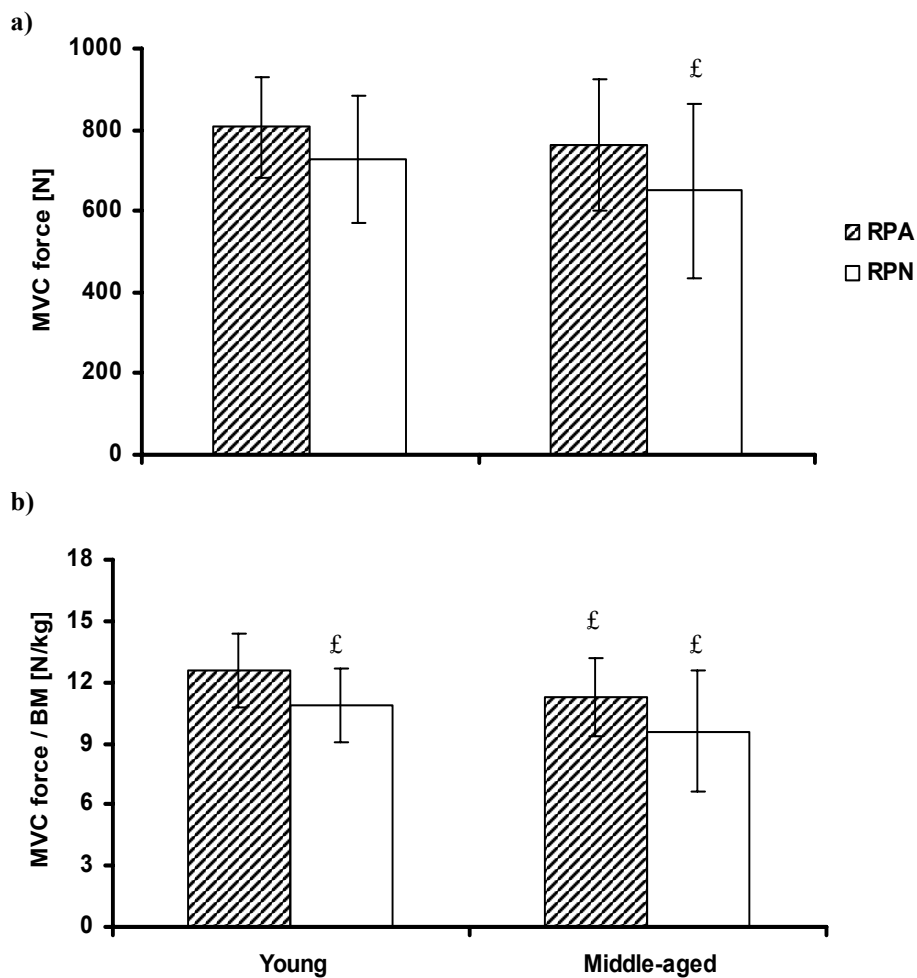 a)
1000
800
600
400
200
0
MVC force [N]
£
RPA
RPN
b)
18
15
12
9
6
3
0
MVC force / BM [N/kg]
£
£
£
Young
Middle-aged